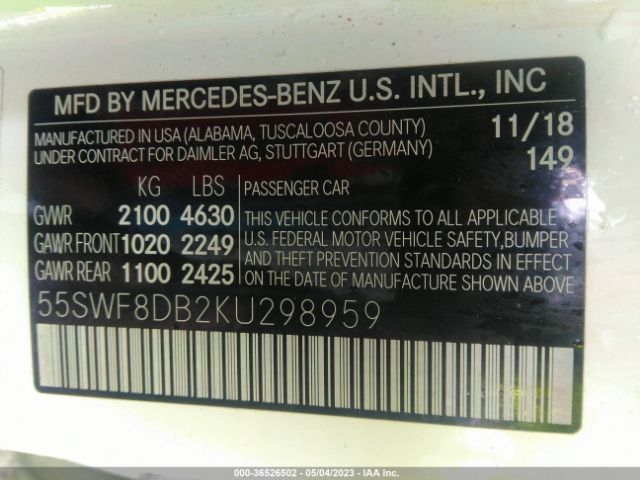 MFD BY MERCEDES-BENZ U.S. INTL., INC
MANUFACTURED IN USA (ALABAMA, TUSCALOOSA COUNTY) 11/18
UNDER CONTRACT FOR DAIMLER AG, STUTTGART (GERMANY) 149
KG LBS PASSENGER CAR
GVWR 2100 4630 THIS VEHICLE CONFORMS TO ALL APPLICABLE
GAWR FRONT 1020 2249 U.S. FEDERAL MOTOR VEHICLE SAFETY, BUMPER
GAWR REAR 1100 2425 AND THEFT PREVENTION STANDARDS IN EFFECT
ON THE DATE OF MANUFACTURE SHOWN ABOVE
55SWF8DB2KU298959
000-36526502 - 05/04/2023 - IAA Inc.